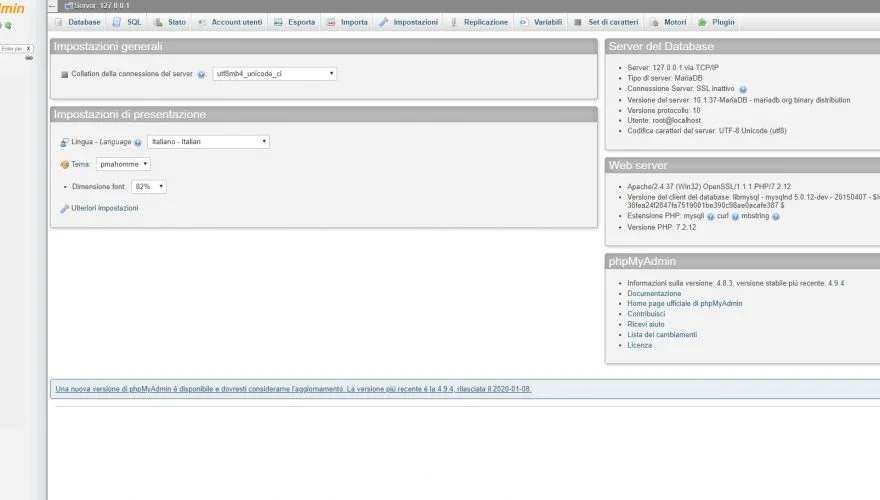 dmin
Server: 127.0.0.1
Database SQL Stato Account utenti Esporta Importa Impostazioni Replicazione Variabili Set di caratteri Motori Plugin
Enter per X
Impostazioni generali
Collation della connessione del server : utf8mb4_unicode_ci
Impostazioni di presentazione
Lingua - Language Italiano - Italian
Tema: pmahomme
Dimensione font: 82%
Ulteriori impostazioni
Server del Database
Server: 127.0.0.1 via TCP/IP
Tipo di server: MariaDB
Connessione Server: SSL inattivo
Versione del server: 10.1.37-MariaDB - mariadb.org binary distribution
Versione protocollo: 10
Utente: root@localhost
Codifica caratteri del server: UTF-8 Unicode (utf8)
Web server
Apache/2.4.37 (Win32) OpenSSL/1.1.1 PHP/7.2.12
Versione del client del database: libmysql - mysqlnd 5.0.12-dev - 20150407 - $Id:
38fea24f2847fa7519001be390c98ae0acafe387 $
Estensione PHP: mysqli curl mbstring
Versione PHP: 7.2.12
phpMyAdmin
Informazioni sulla versione: 4.8.3, versione stabile più recente: 4.9.4
Documentazione
Home page ufficiale di phpMyAdmin
Contribuisci
Ricevi aiuto
Lista dei cambiamenti
Licenza
Una nuova versione di phpMyAdmin è disponibile e dovresti considerarne l'aggiornamento. La versione più recente è la 4.9.4, rilasciata il 2020-01-08.